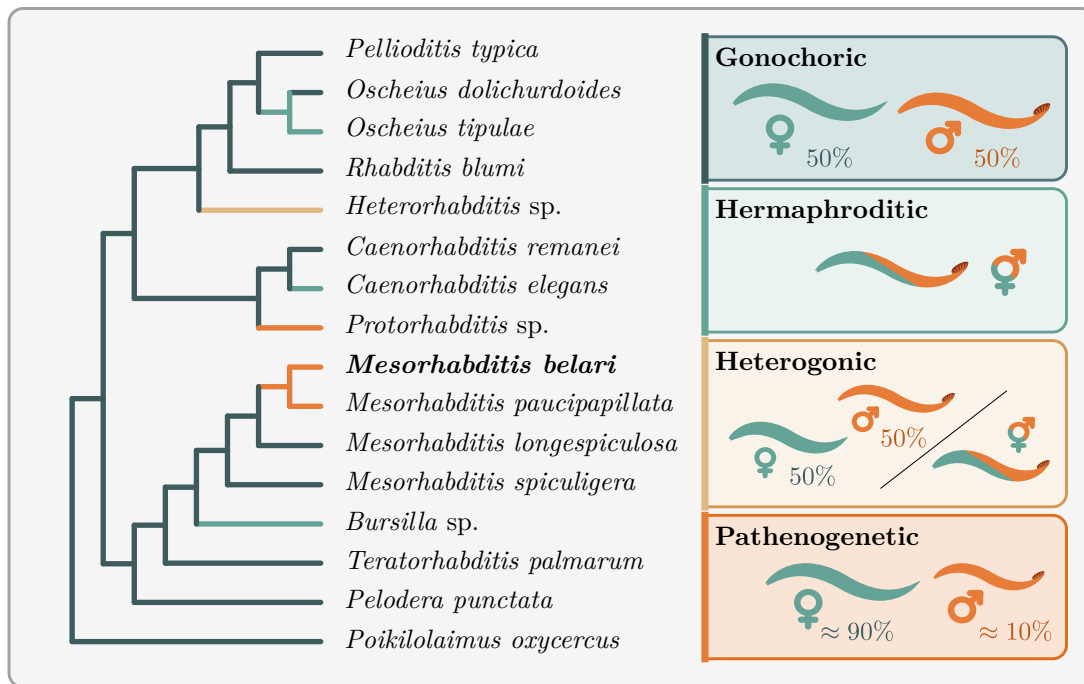 Pellioditis typica
Oscheius dolichurdoides
Oscheius tipulae
Rhabditis blumi
Heterorhabditis sp.
Caenorhabditis remanei
Caenorhabditis elegans
Protorhabditis sp.
Mesorhabditis belari
Mesorhabditis paucipapillata
Mesorhabditis longespiculosa
Mesorhabditis spiculigera
Bursilla sp.
Teratorhabditis palmarum
Pelodera punctata
Poikilolaimus oxycercus
Gonochoric
♀ 50% ♂ 50%
Hermaphroditic
⚥
Heterogonic
♂ 50%
♀ 50%
⚥
Pathenogenetic
♀ ≈ 90% ♂ ≈ 10%